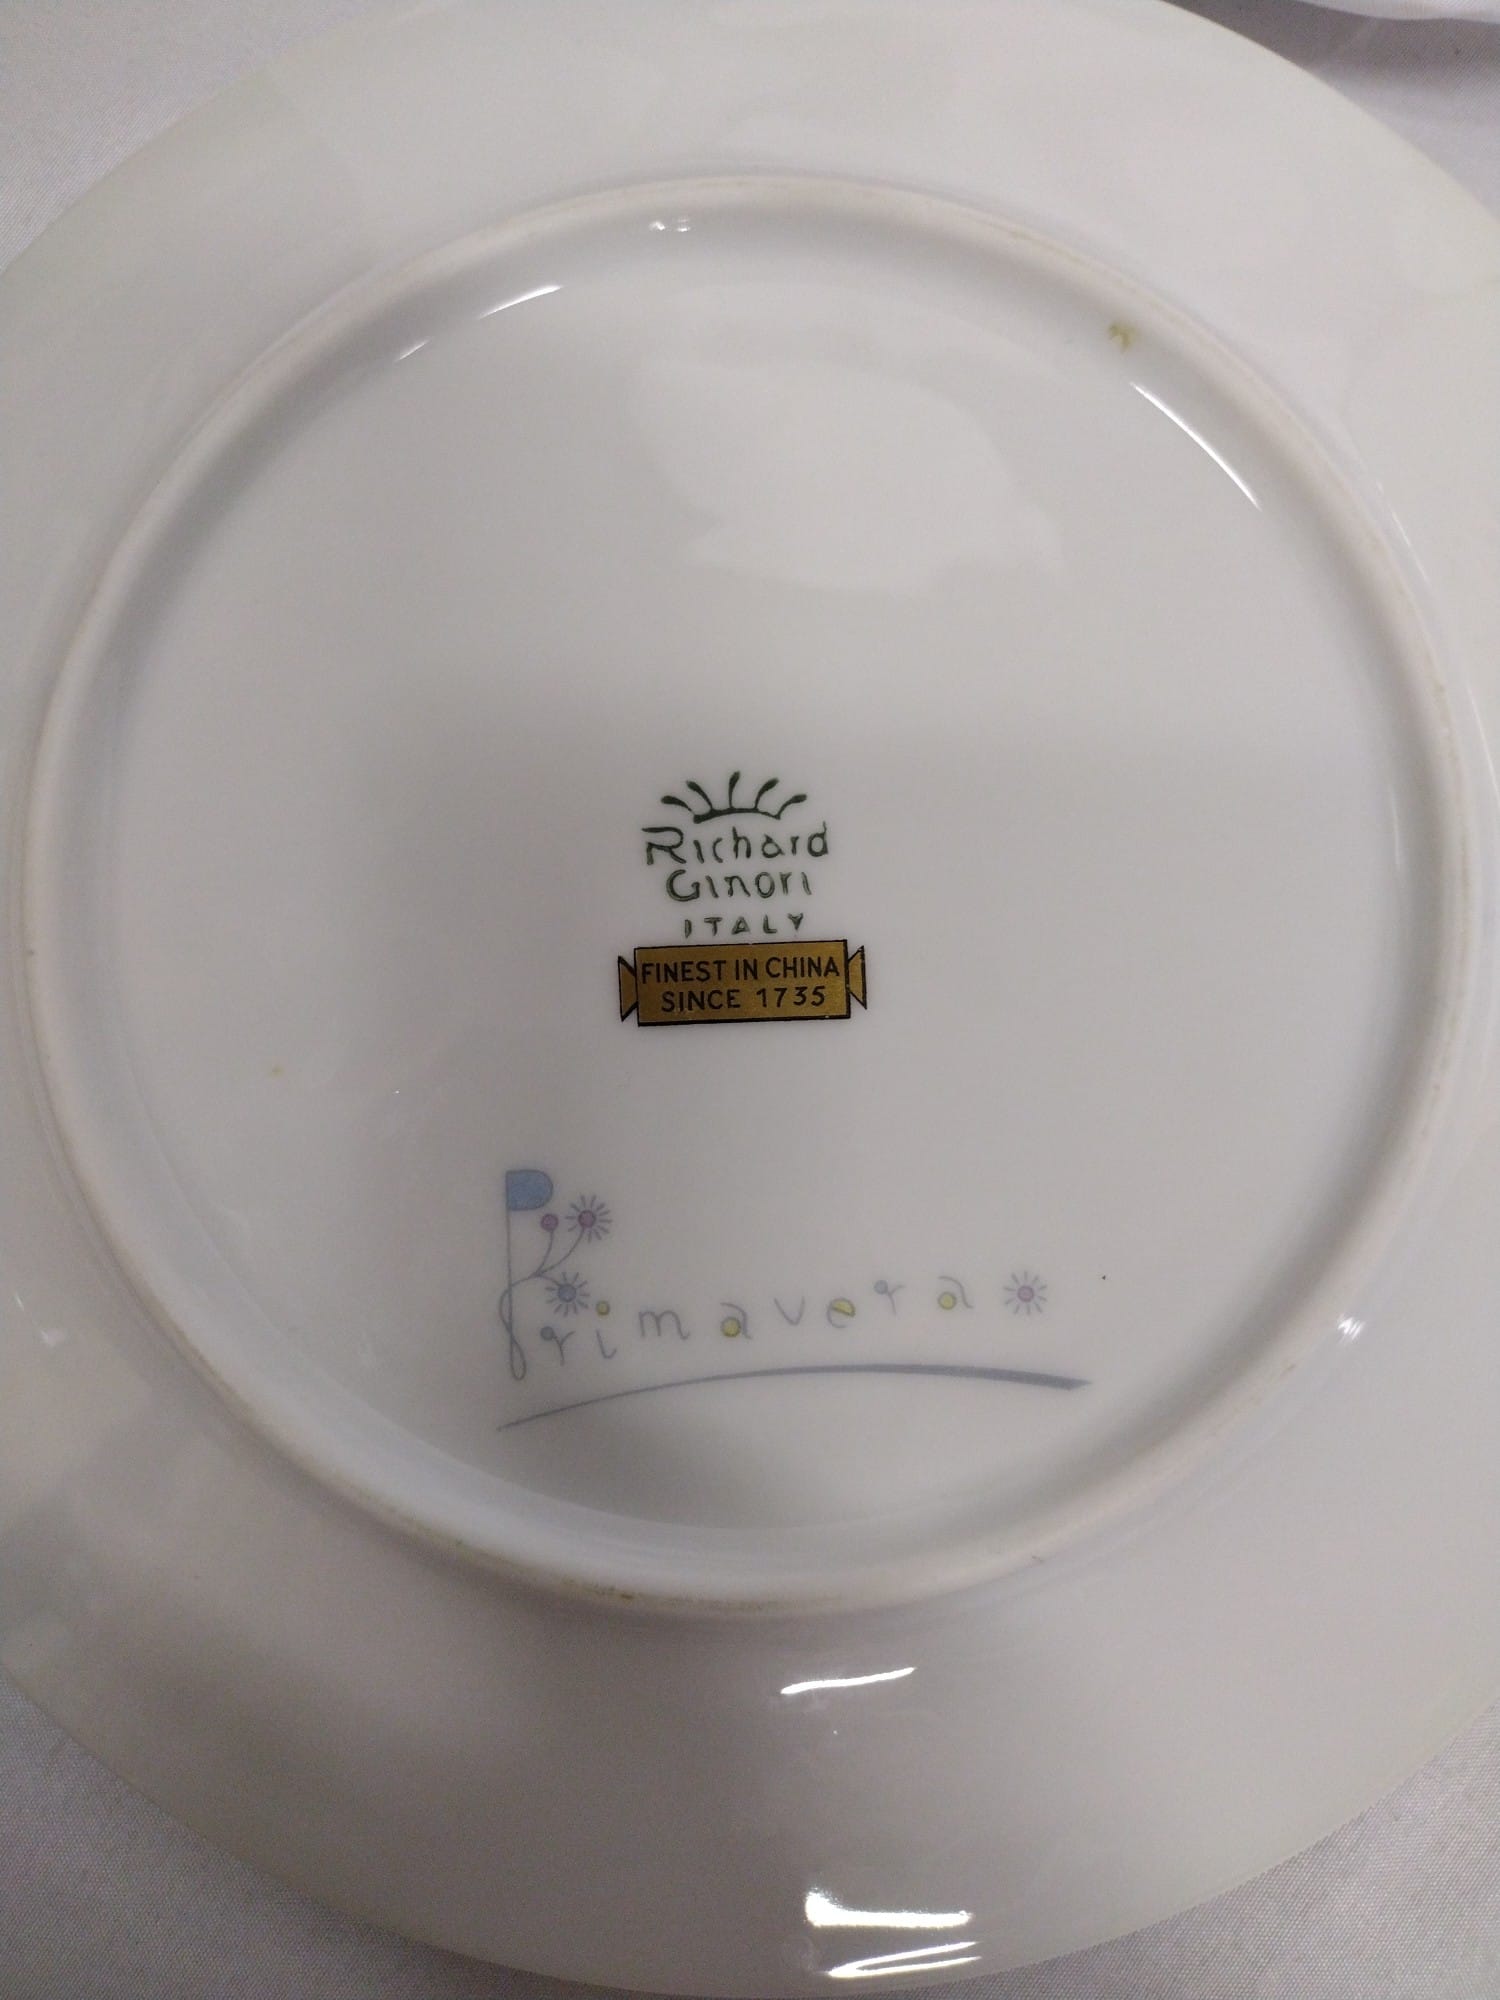 Richard
Ginori
ITALY
FINEST IN CHINA
SINCE 1735
Primavera